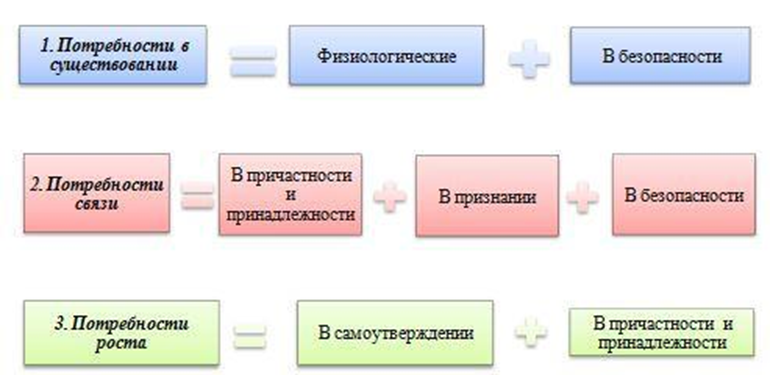 1. Потребности в
существовании
Физиологические
В безопасности
2. Потребности
связи
В причастности
и
принадлежности
В признании
В безопасности
3. Потребности
роста
В самоутверждении
В причастности и
принадлежности